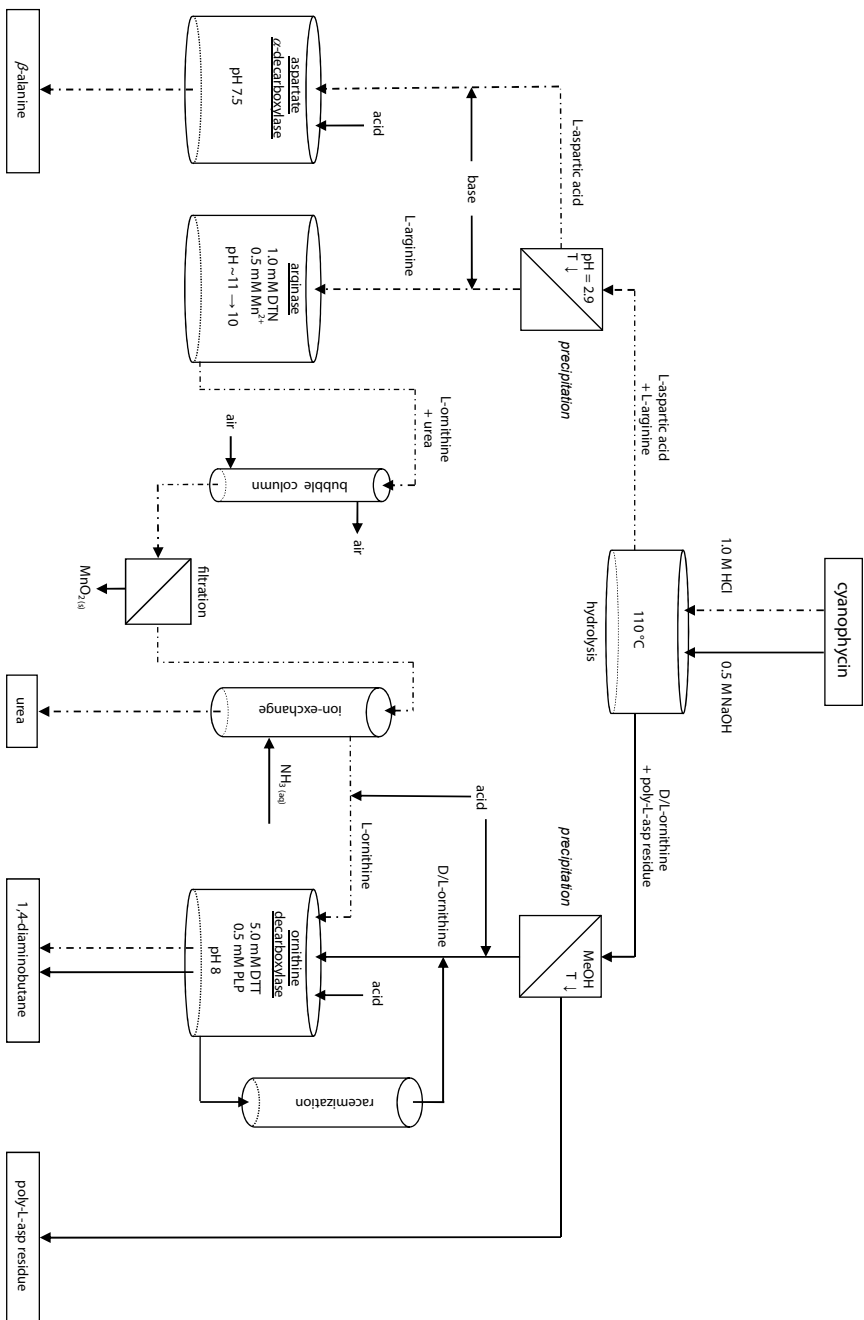 cyanophycin
1.0 M HCl
0.5 M NaOH
110 °C
hydrolysis
L-aspartic acid
+ L-arginine
D/L-ornithine
+ poly-L-asp residue
pH = 2.9
T ↓
precipitation
precipitation
MeOH
T ↓
L-aspartic acid
base
L-arginine
acid
aspartate
α-decarboxylase
pH 7.5
arginase
1.0 mM DTN
0.5 mM Mn²⁺
pH ~11 → 10
L-ornithine
+ urea
air
bubble column
air
filtration
MnO₂ (s)
ion-exchange
NH₃ (aq)
acid
L-ornithine
D/L-ornithine
acid
ornithine
decarboxylase
5.0 mM DTT
0.5 mM PLP
pH 8
racemization
β-alanine
urea
1,4-diaminobutane
poly-L-asp residue